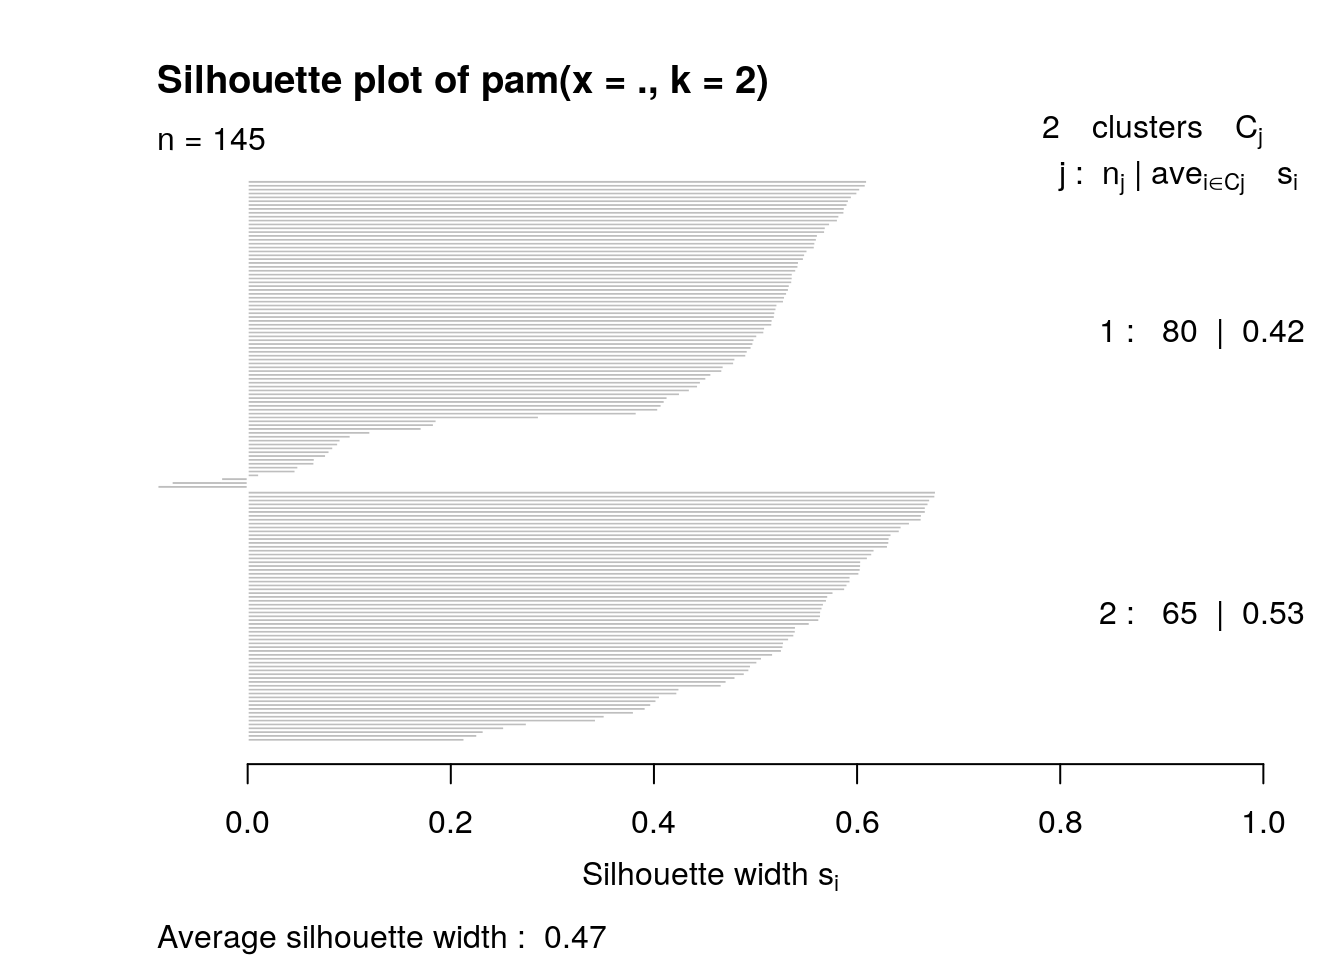 Silhouette plot of pam(x = ., k = 2)
n = 145
2 clusters Cj
j : nj | avei∈Cj si
1 : 80 | 0.42
2 : 65 | 0.53
0.0 0.2 0.4 0.6 0.8 1.0
Silhouette width si
Average silhouette width : 0.47